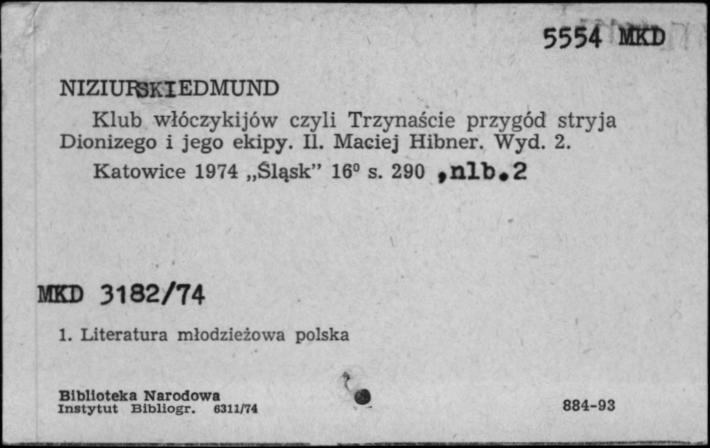 5554 MKD
NIZIURSKI EDMUND
Klub włóczykijów czyli Trzynaście przygód stryja
Dionizego i jego ekipy. Il. Maciej Hibner. Wyd. 2.
Katowice 1974 „Śląsk” 16⁰ s. 290 ,nlb.2
MKD 3182/74
1. Literatura młodzieżowa polska
Biblioteka Narodowa
Instytut Bibliogr. 6311/74
884-93